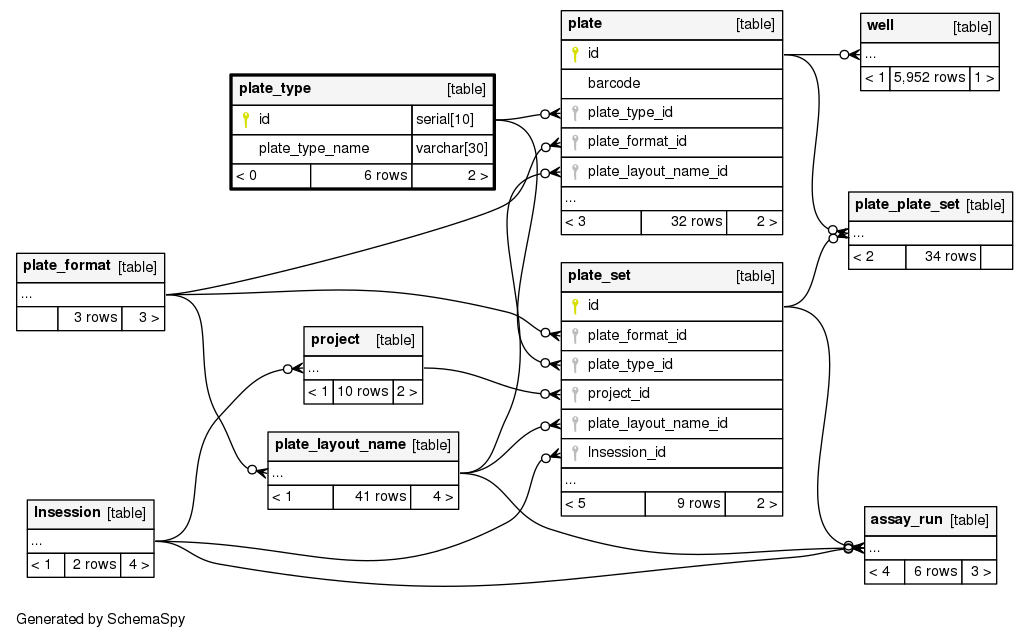 plate_type [table]
id serial[10]
plate_type_name varchar[30]
< 0 6 rows 2 >
plate [table]
id
barcode
plate_type_id
plate_format_id
plate_layout_name_id
...
< 3 32 rows 2 >
well [table]
...
< 1 5,952 rows 1 >
plate_plate_set [table]
...
< 2 34 rows
plate_format [table]
...
3 rows 3 >
plate_set [table]
id
plate_format_id
plate_type_id
project_id
plate_layout_name_id
lnsession_id
...
< 5 9 rows 2 >
project [table]
...
< 1 10 rows 2 >
plate_layout_name [table]
...
< 1 41 rows 4 >
lnsession [table]
...
< 1 2 rows 4 >
assay_run [table]
...
< 4 6 rows 3 >
Generated by SchemaSpy